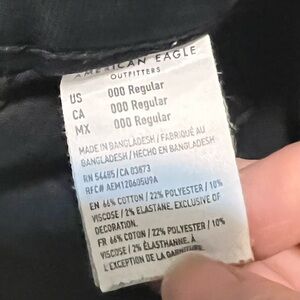 AMERICAN EAGLE
OUTFITTERS
US 000 Regular
CA 000 Regular
MX 000 Regular
MADE IN BANGLADESH / FABRIQUÉ AU
BANGLADESH / HECHO EN BANGLADESH
RN 54485/CA 03873
RFC# AEM120605U9A
EN 66% COTTON / 22% POLYESTER / 10%
VISCOSE / 2% ELASTANE. EXCLUSIVE OF
DECORATION.
FR 66% COTON / 22% POLYESTER / 10%
VISCOSE / 2% ÉLASTHANNE. À
L'EXCEPTION DE LA GARNITURE.